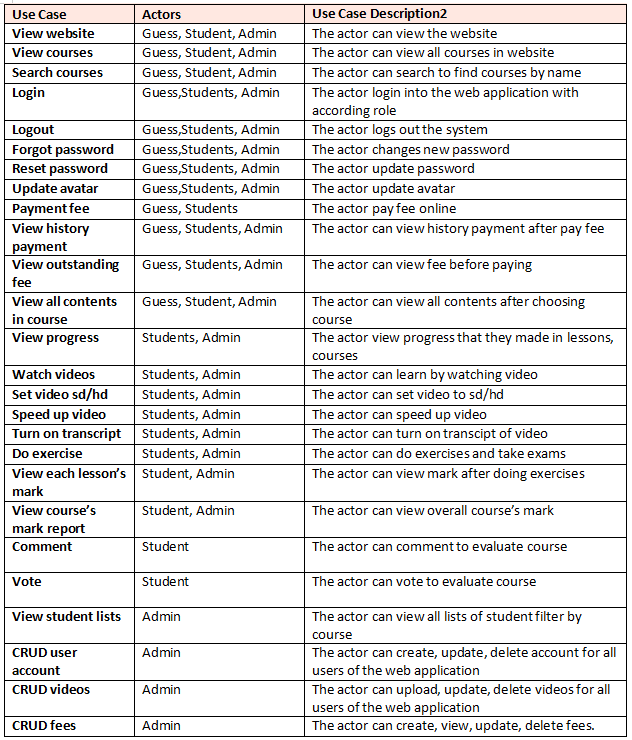 Use Case Actors Use Case Description2
View website Guess, Student, Admin The actor can view the website
View courses Guess, Student, Admin The actor can view all courses in website
Search courses Guess, Student, Admin The actor can search to find courses by name
Login Guess,Students, Admin The actor login into the web application with
according role
Logout Guess,Students, Admin The actor logs out the system
Forgot password Guess,Students, Admin The actor changes new password
Reset password Guess,Students, Admin The actor update password
Update avatar Guess,Students, Admin The actor update avatar
Payment fee Guess, Students The actor pay fee online
View history Guess, Students, Admin The actor can view history payment after pay fee
payment
View outstanding Guess, Students, Admin The actor can view fee before paying
fee
View all contents Guess, Student, Admin The actor can view all contents after choosing
in course course
View progress Students, Admin The actor view progress that they made in lessons,
courses
Watch videos Students, Admin The actor can learn by watching video
Set video sd/hd Students, Admin The actor can set video to sd/hd
Speed up video Students, Admin The actor can speed up video
Turn on transcript Students, Admin The actor can turn on transcipt of video
Do exercise Students, Admin The actor can do exercises and take exams
View each lesson's Student, Admin The actor can view mark after doing exercises
mark
View course's Student, Admin The actor can view overall course's mark
mark report
Comment Student The actor can comment to evaluate course
Vote Student The actor can vote to evaluate course
View student lists Admin The actor can view all lists of student filter by
course
CRUD user Admin The actor can create, update, delete account for all
account users of the web application
CRUD videos Admin The actor can upload, update, delete videos for all
users of the web application
CRUD fees Admin The actor can create, view, update, delete fees.